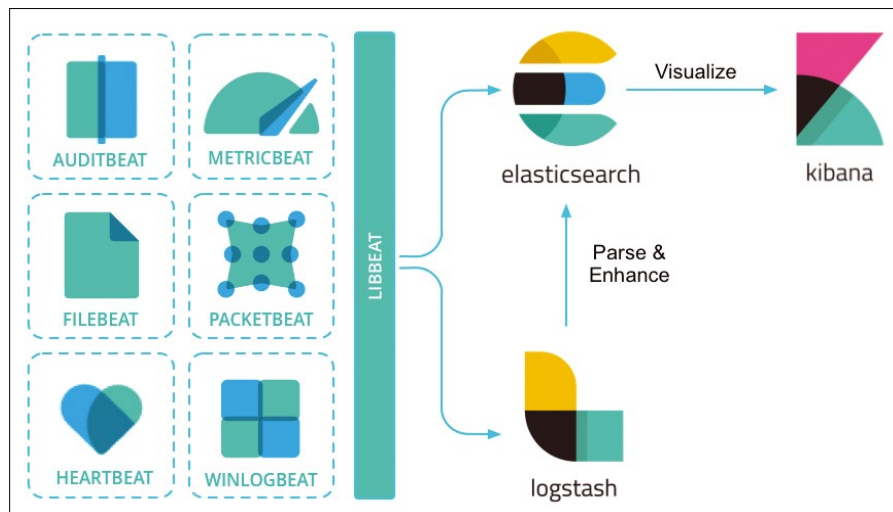 AUDITBEAT
METRICBEAT
FILEBEAT
PACKETBEAT
HEARTBEAT
WINLOGBEAT
LIBBEAT
elasticsearch
Visualize
kibana
Parse &
Enhance
logstash